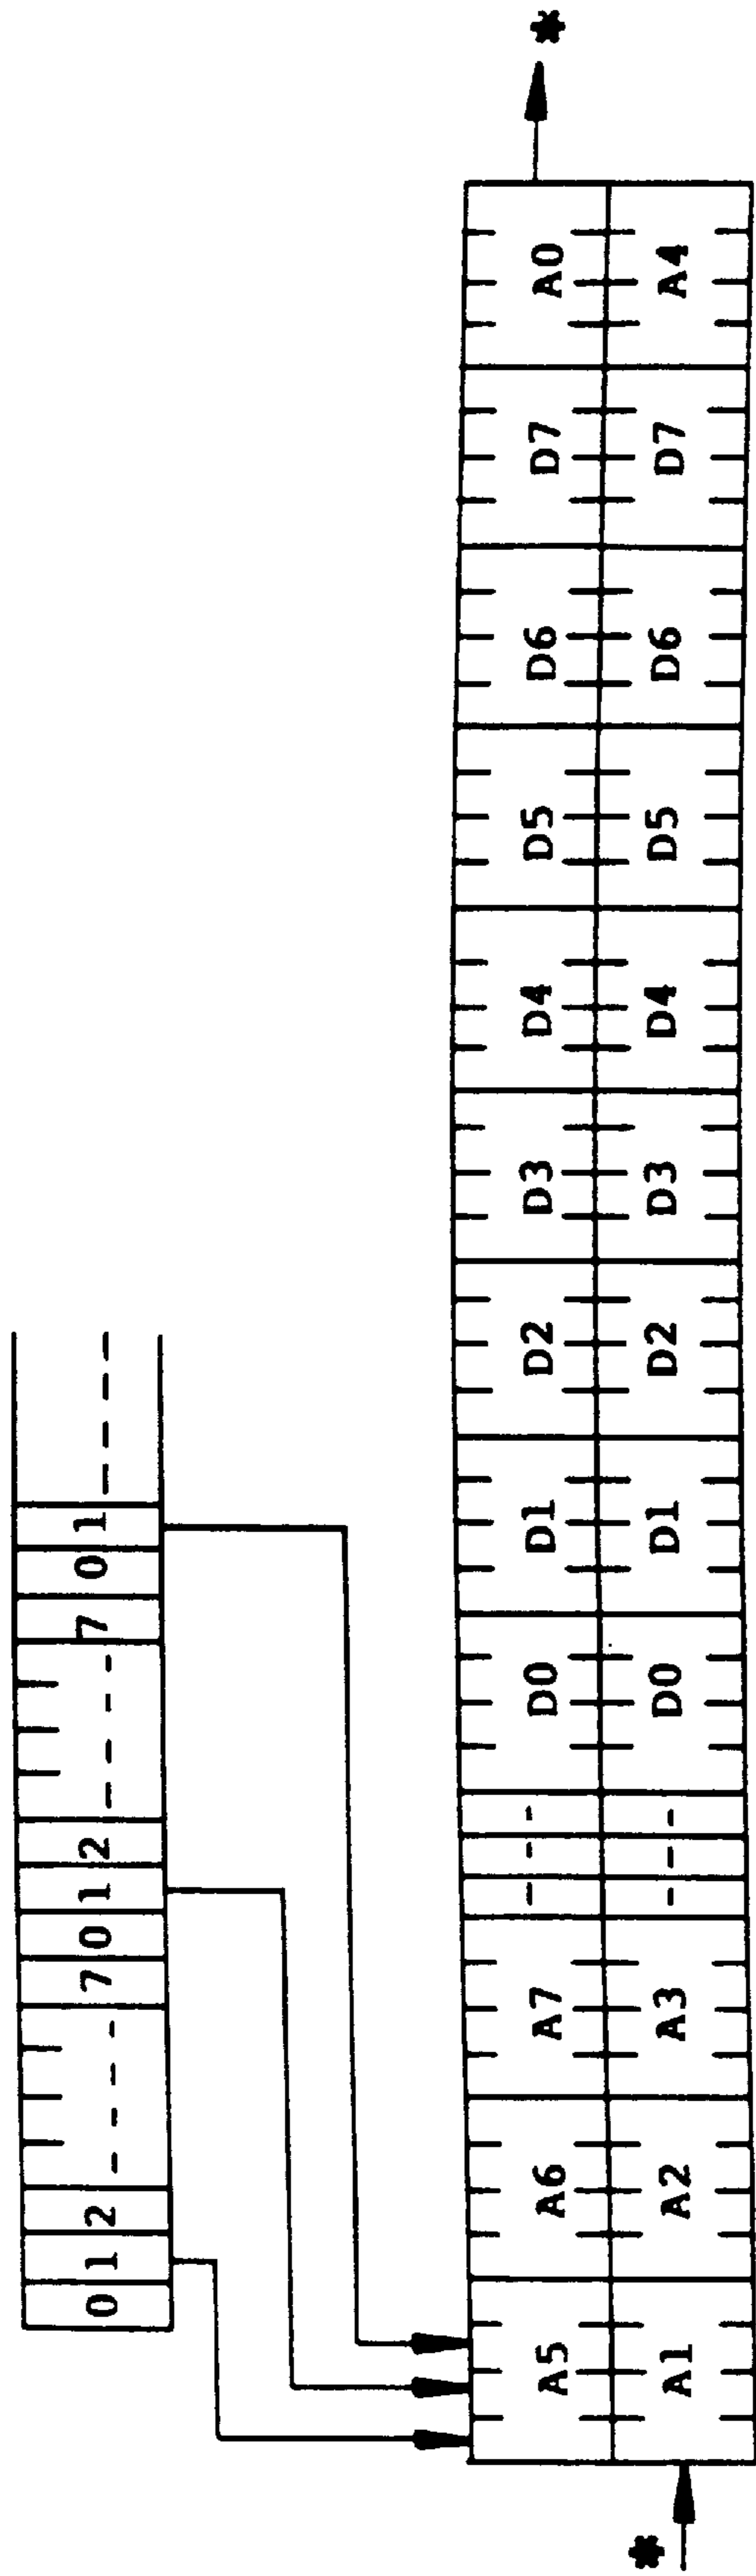 0 1 2 ---- 7 0 1 2 ---- 7 0 1 ----
A5 A6 A7 - - - D0 D1 D2 D3 D4 D5 D6 D7 A0 *
* A1 A2 A3 - - - D0 D1 D2 D3 D4 D5 D6 D7 A4